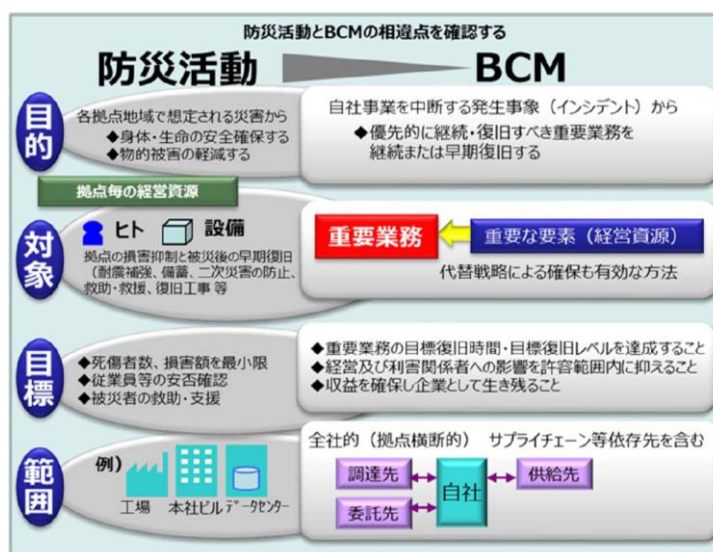 防災活動とBCMの相違点を確認する
防災活動
BCM
目的
各拠点地域で想定される災害から
◆身体・生命の安全確保する
◆物的被害の軽減する
自社事業を中断する発生事象（インシデント）から
◆優先的に継続・復旧すべき重要業務を
継続または早期復旧する
拠点毎の経営資源
対象
ヒト
設備
拠点の損害抑制と被災後の早期復旧
（耐震補強、備蓄、二次災害の防止、
救助・救援、復旧工事 等
重要業務
重要な要素（経営資源）
代替戦略による確保も有効な方法
目標
◆死傷者数、損害額を最小限
◆従業員等の安否確認
◆被災者の救助・支援
◆重要業務の目標復旧時間・目標復旧レベルを達成すること
◆経営及び利害関係者への影響を許容範囲内に抑えること
◆収益を確保し企業として生き残ること
範囲
例）
工場
本社ビル
データセンター
全社的（拠点横断的）　サプライチェーン等依存先を含む
調達先
委託先
自社
供給先